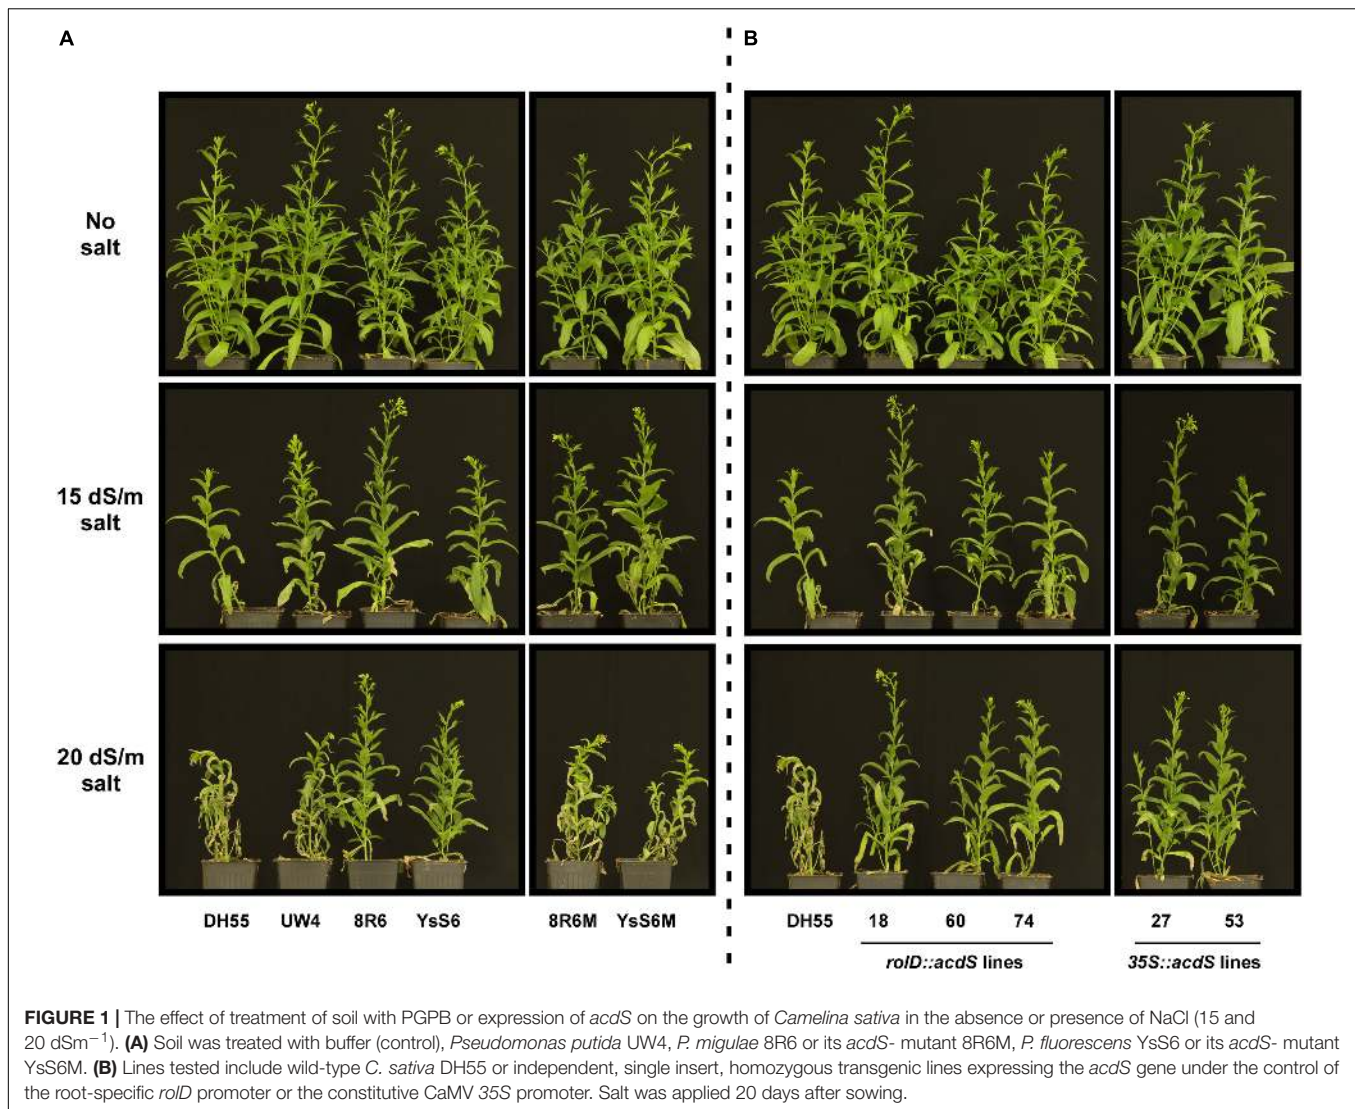 A
B
No
salt
15 dS/m
salt
20 dS/m
salt
DH55 UW4 8R6 YsS6 8R6M YsS6M
DH55 18 60 74 27 53
rolD::acdS lines 35S::acdS lines
FIGURE 1 | The effect of treatment of soil with PGPB or expression of acdS on the growth of Camelina sativa in the absence or presence of NaCl (15 and
20 dSm−1). (A) Soil was treated with buffer (control), Pseudomonas putida UW4, P. migulae 8R6 or its acdS- mutant 8R6M, P. fluorescens YsS6 or its acdS- mutant
YsS6M. (B) Lines tested include wild-type C. sativa DH55 or independent, single insert, homozygous transgenic lines expressing the acdS gene under the control of
the root-specific rolD promoter or the constitutive CaMV 35S promoter. Salt was applied 20 days after sowing.